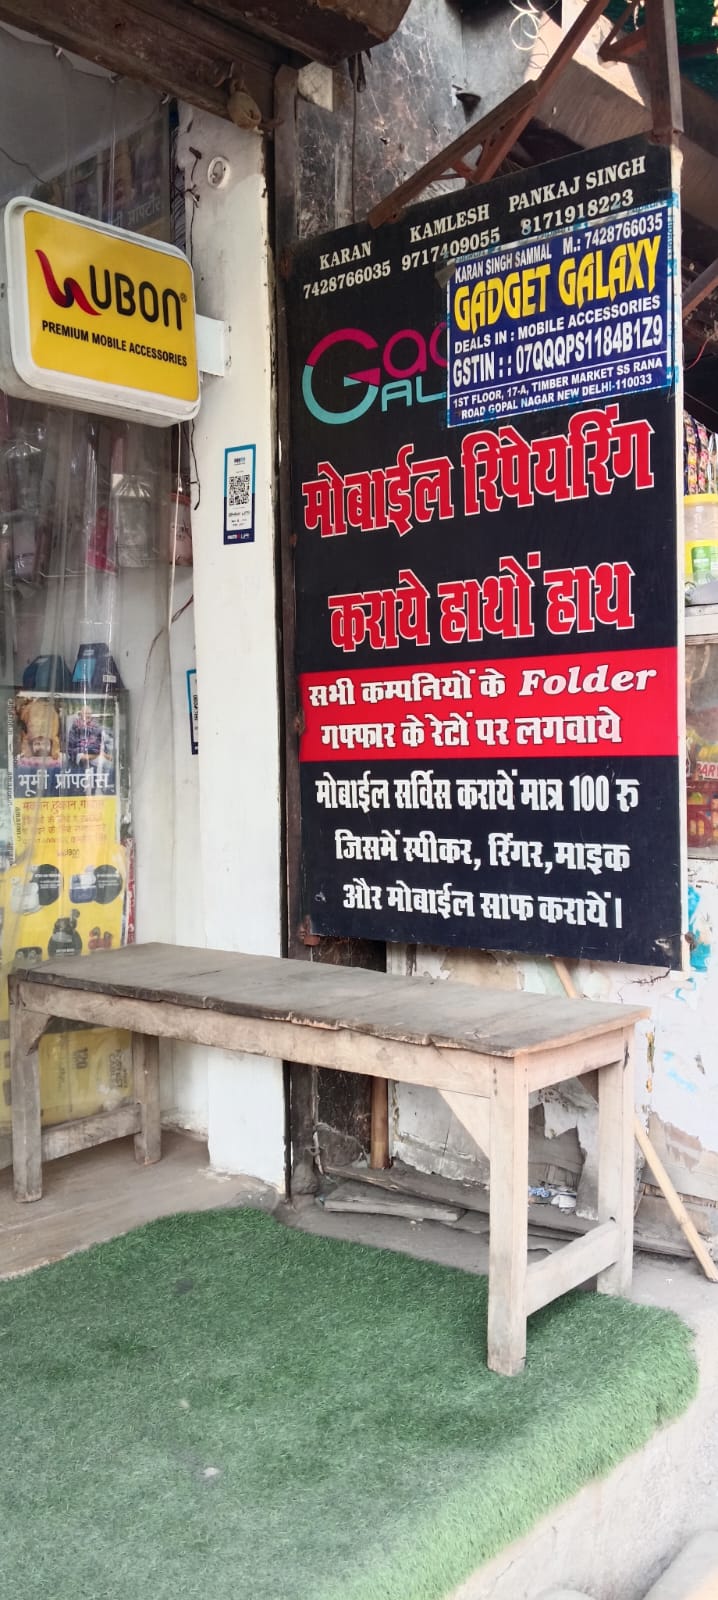 UBON
PREMIUM MOBILE ACCESSORIES
KARAN
7428766035
KAMLESH
9717409055
PANKAJ SINGH
8171918223
KARAN SINGH SAMMAL M.: 7428766035
GADGET GALAXY
DEALS IN : MOBILE ACCESSORIES
GSTIN : : 07QQQPS1184B1Z9
1ST FLOOR, 17-A, TIMBER MARKET SS RANA
ROAD GOPAL NAGAR NEW DELHI-110033
मोबाईल रिपेयरिंग
कराये हाथों हाथ
सभी कम्पनियों के Folder
गफ्फार के रेटों पर लगवाये
मोबाईल सर्विस करायें मात्र 100 रु
जिसमें स्पीकर, रिंगर,माइक
और मोबाईल साफ करायें।
भूमी प्रॉपर्टीस
मकान,दुकान,